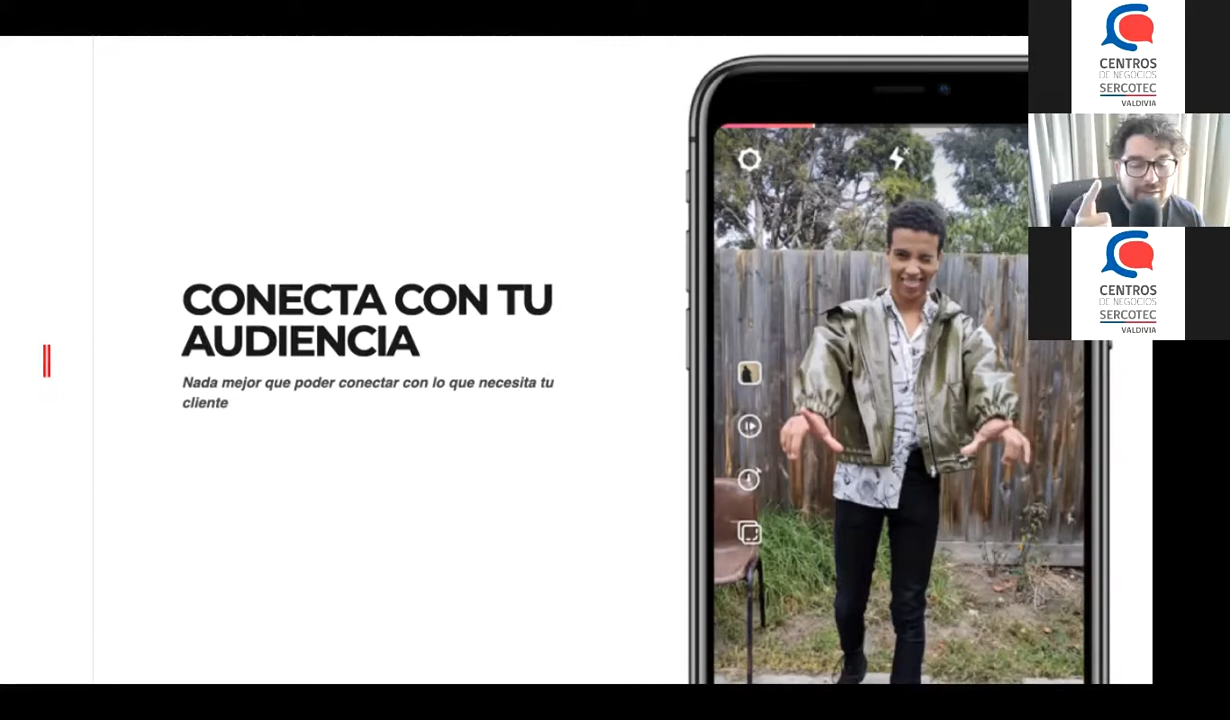 CONECTA CON TU
AUDIENCIA
Nada mejor que poder conectar con lo que necesita tu
cliente
CENTROS
DE NEGOCIOS
SERCOTEC
VALDIVIA
CENTROS
DE NEGOCIOS
SERCOTEC
VALDIVIA